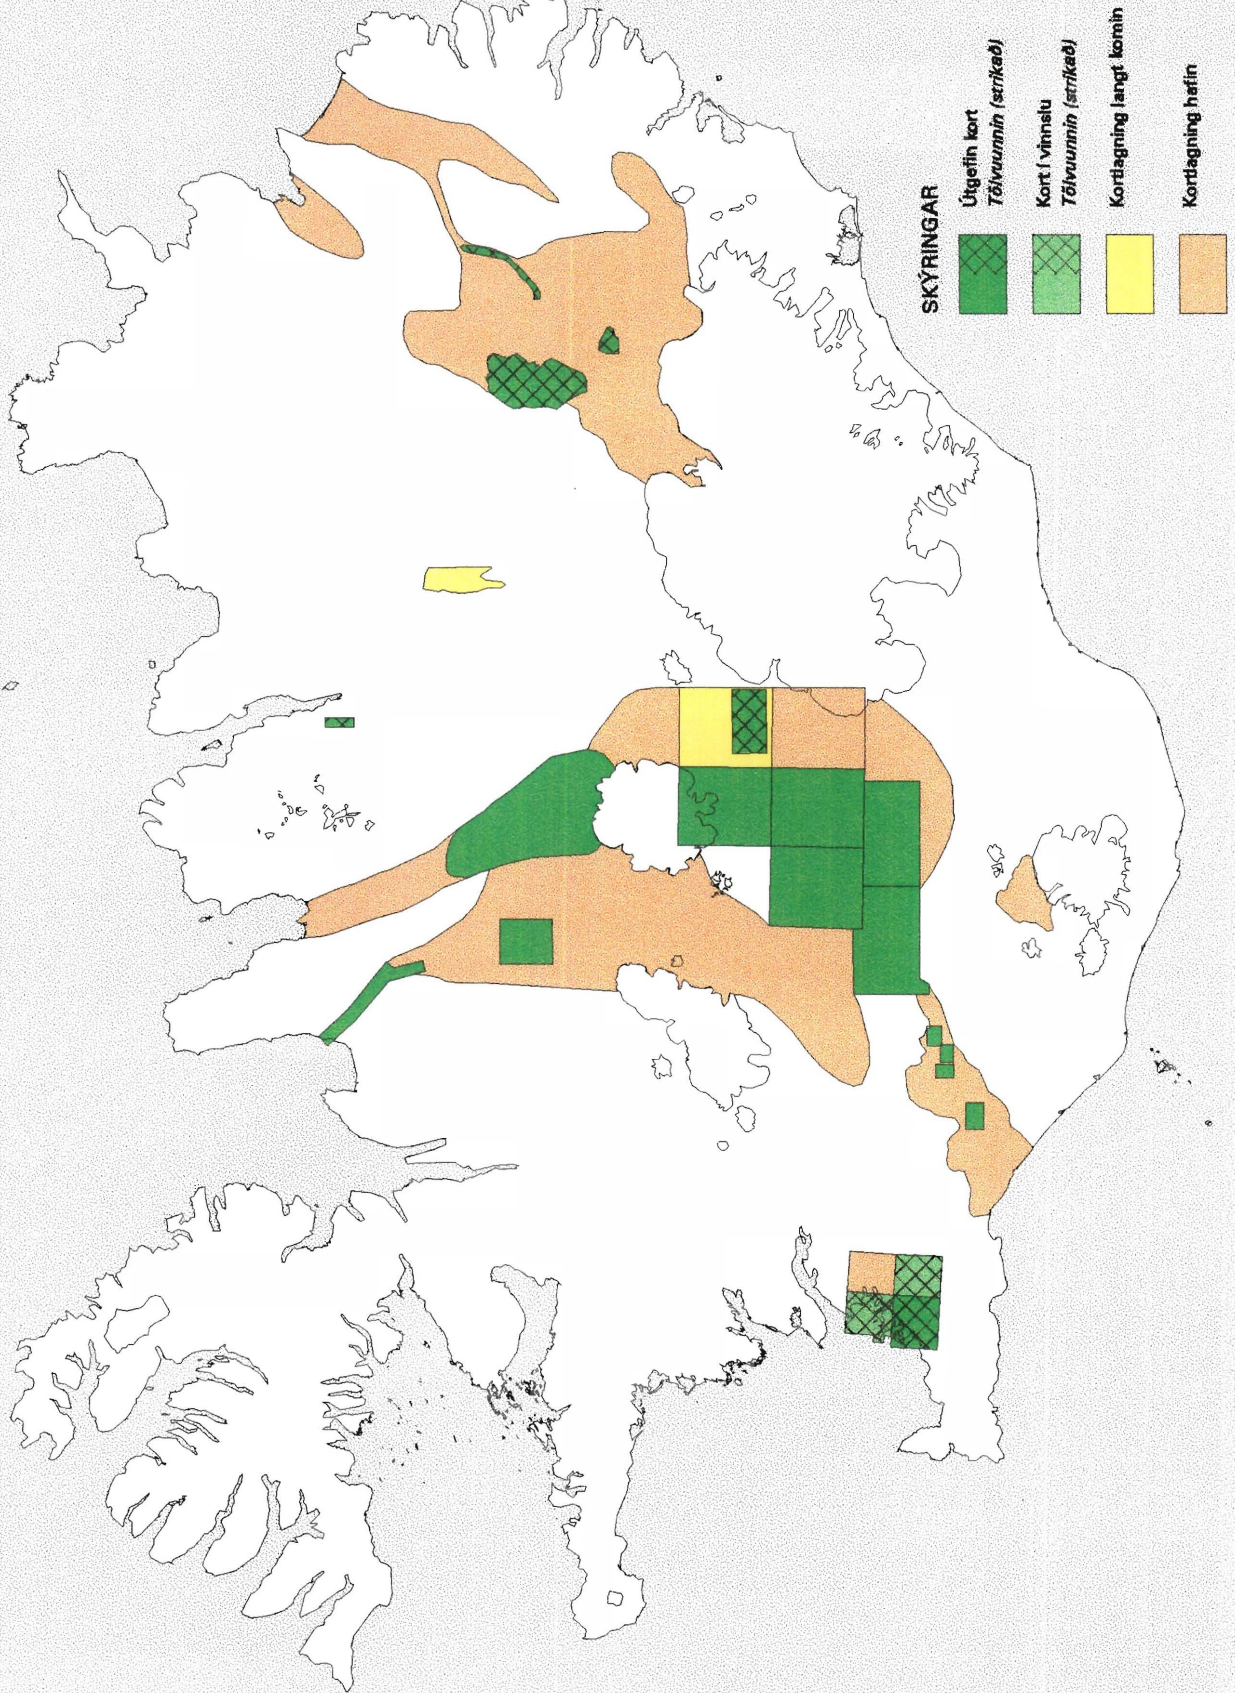 SKÝRINGAR
Útgefin kort
Tölvuunnin (strikað)
Kort í vinnslu
Tölvuunnin (strikað)
Kortlagning langt komin
Kortlagning hafin